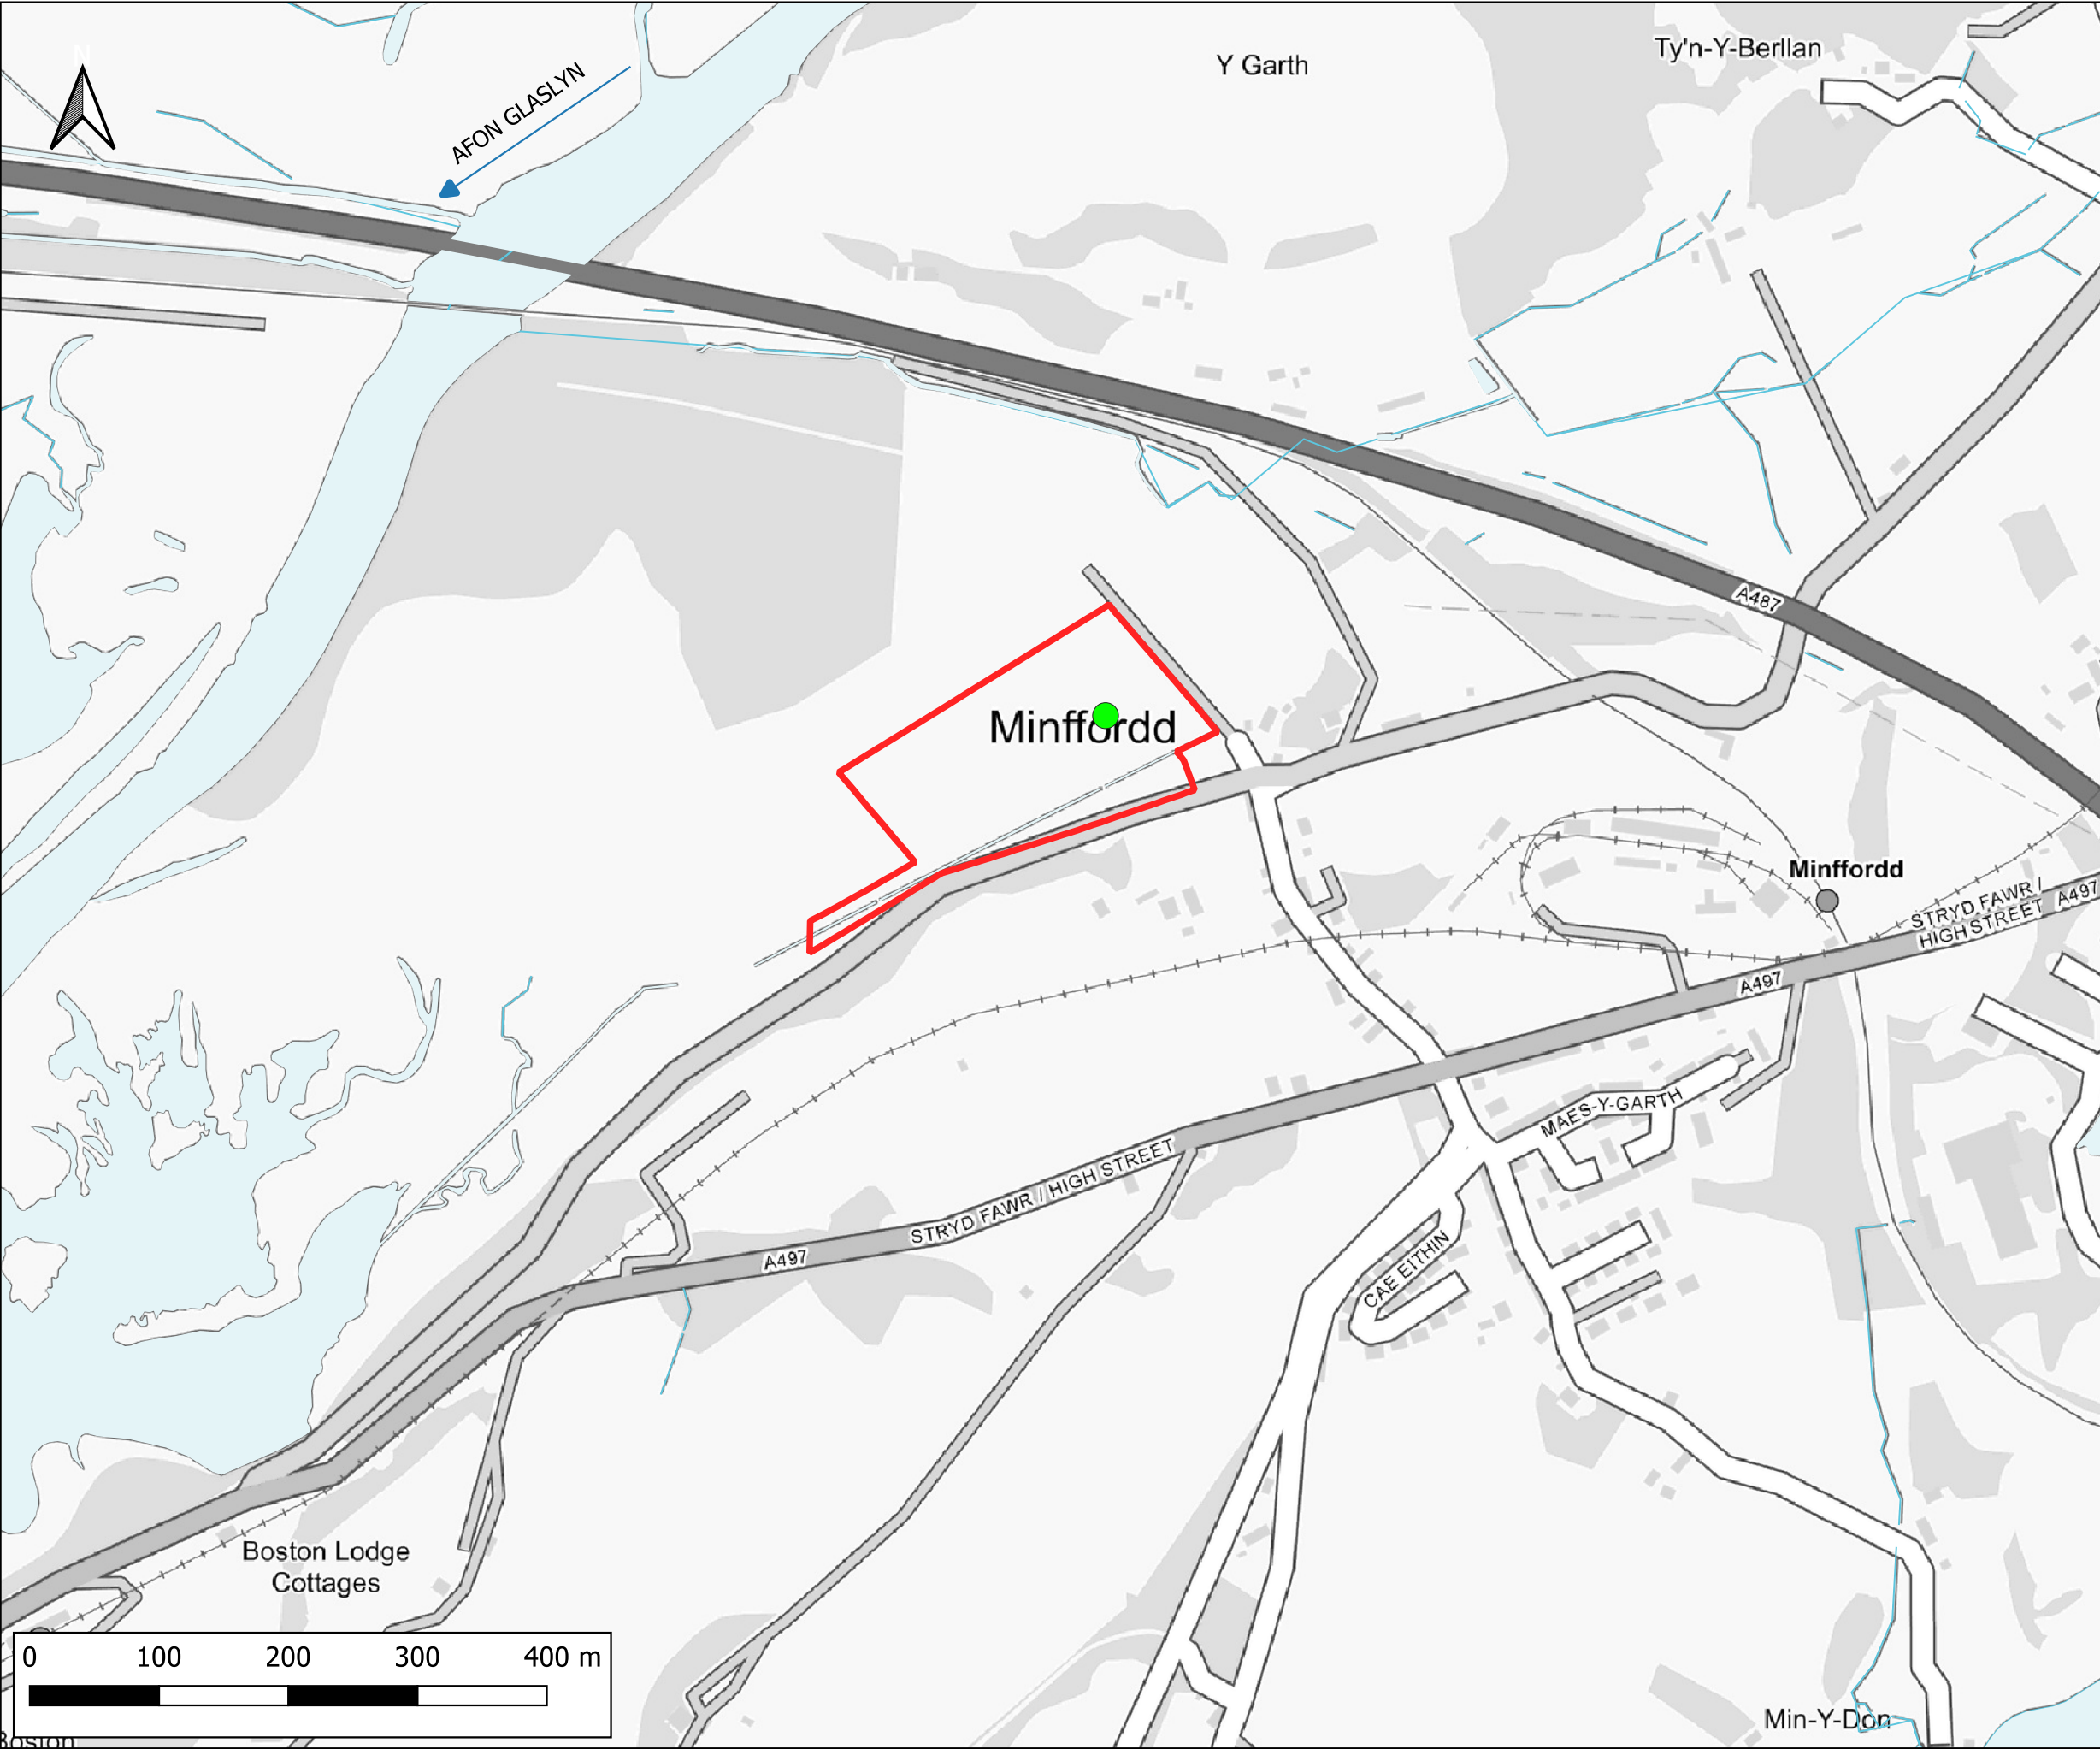 N
Y Garth
Ty'n-Y-Berllan
AFON GLASLYN
A487
Minffordd
Minffordd
STRYD FAWR /
HIGH STREET
A497
A497
MAES-Y-GARTH
STRYD FAWR / HIGH STREET
A497
CAE EITHIN
Boston Lodge
Cottages
0 100 200 300 400 m
Min-Y-Don
Boston